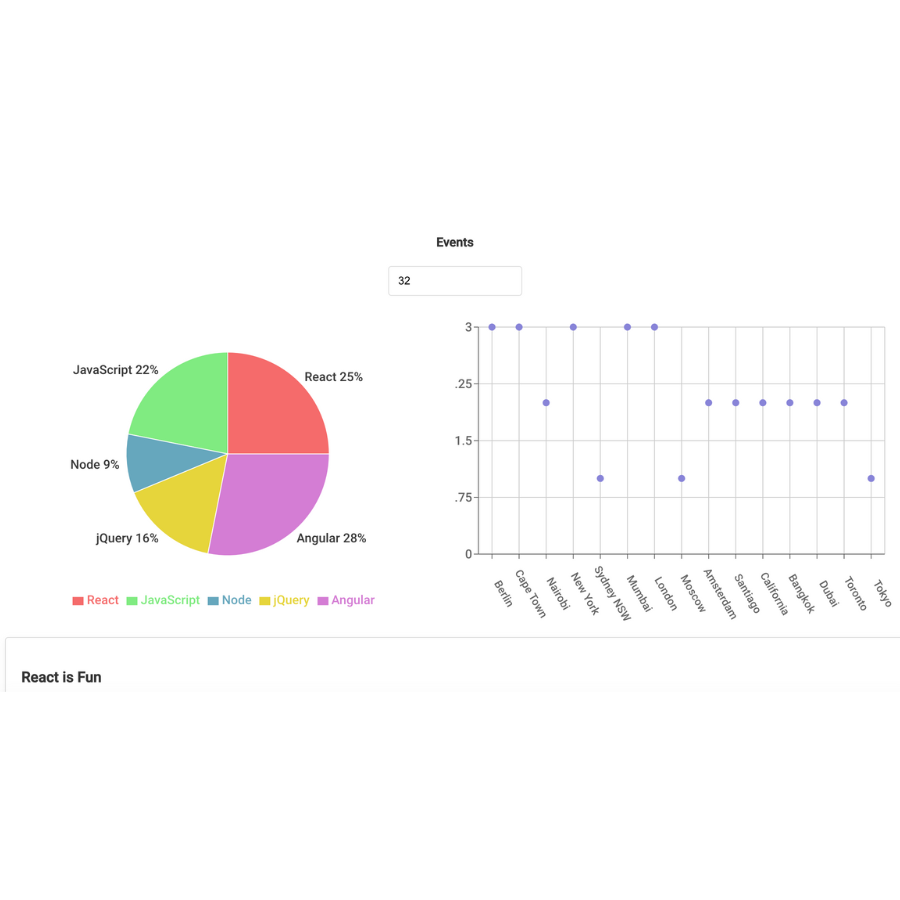 Events
32
JavaScript 22%
React 25%
Node 9%
jQuery 16%
Angular 28%
React JavaScript Node jQuery Angular
3
.25
1.5
.75
0
Berlin
Cape Town
Nairobi
New York
Sydney NSW
Mumbai
London
Moscow
Amsterdam
Santiago
California
Bangkok
Dubai
Toronto
Tokyo
React is Fun